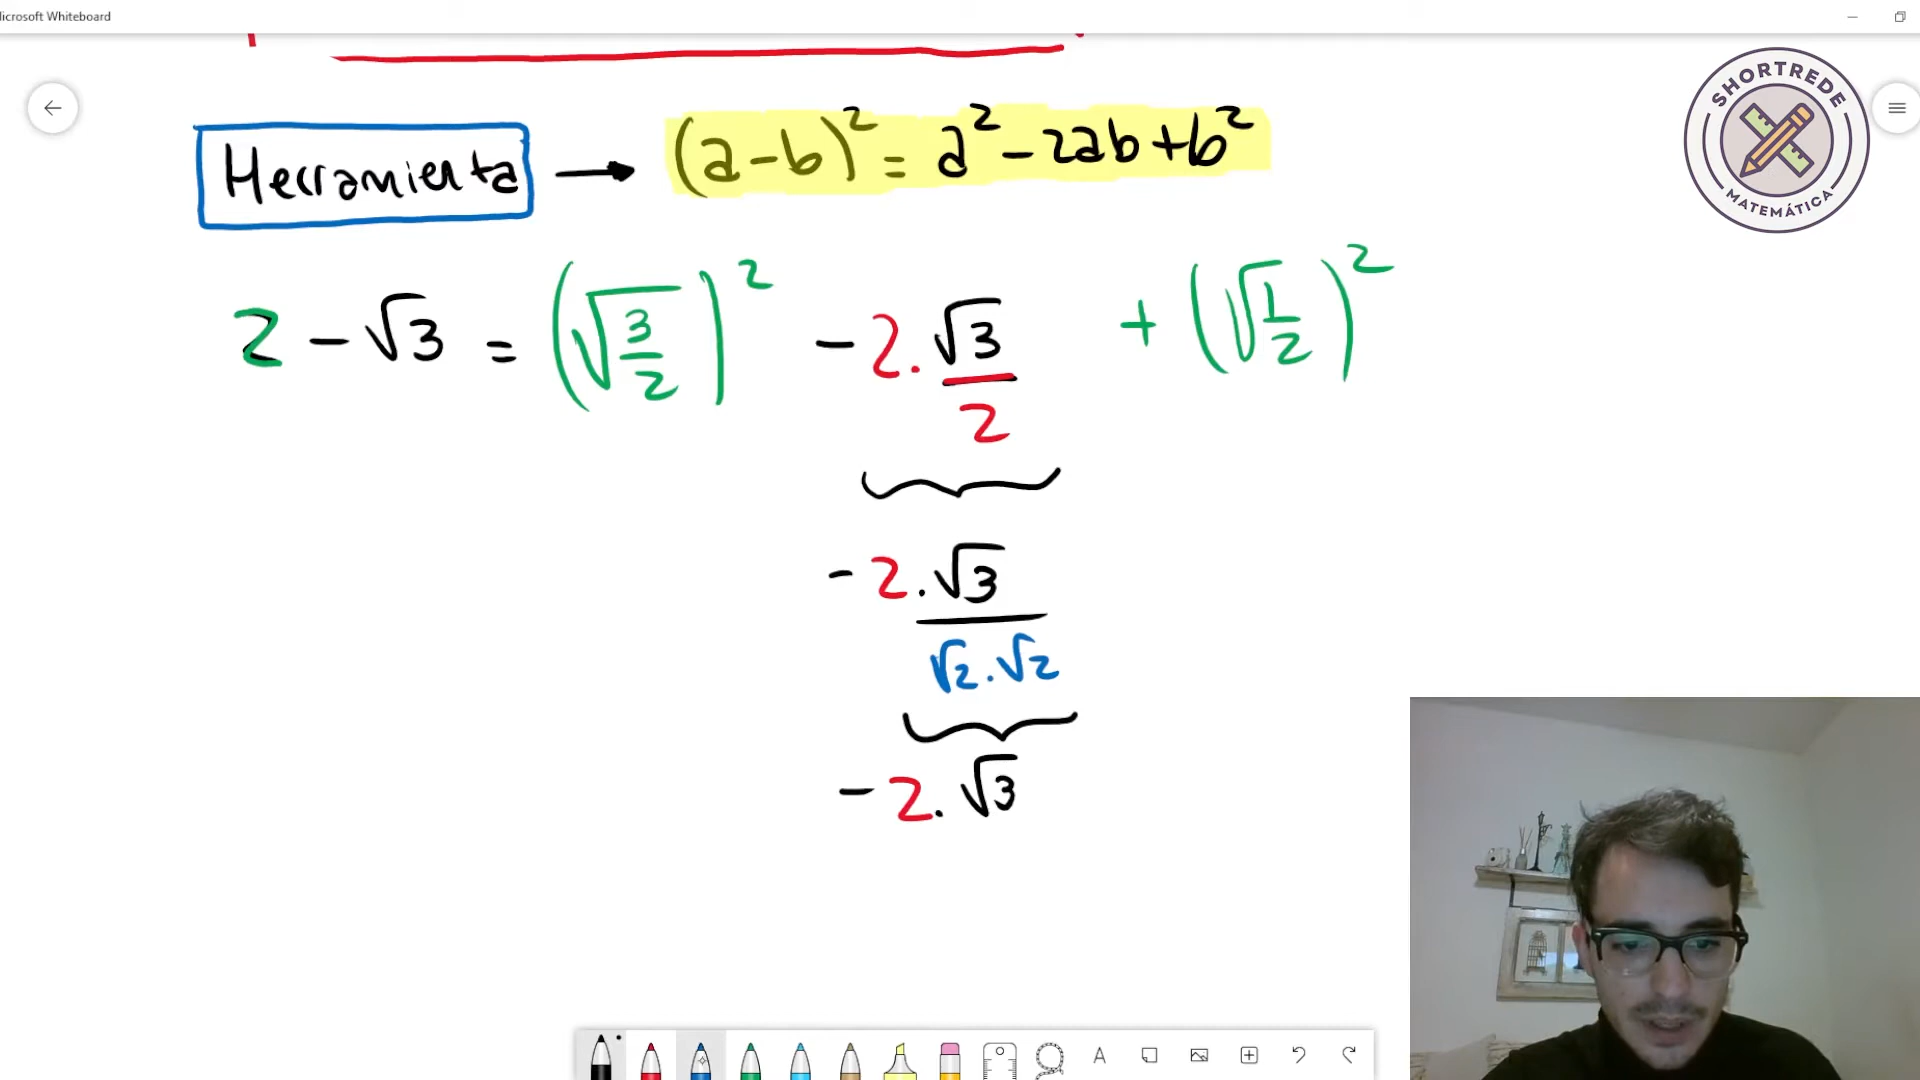 Microsoft Whiteboard
SHORTREDE
MATEMÁTICA
Herramienta → (a-b)² = a² - 2ab + b²
2 - √3 = (√(3/2))² - 2.√3/2 + (√(1/2))²
- 2.√3/(√2.√2)
- 2.√3
A